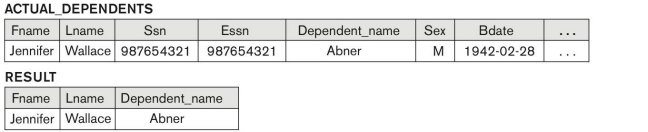 ACTUAL_DEPENDENTS
Fname Lname Ssn Essn Dependent_name Sex Bdate ...
Jennifer Wallace 987654321 987654321 Abner M 1942-02-28 ...
RESULT
Fname Lname Dependent_name
Jennifer Wallace Abner